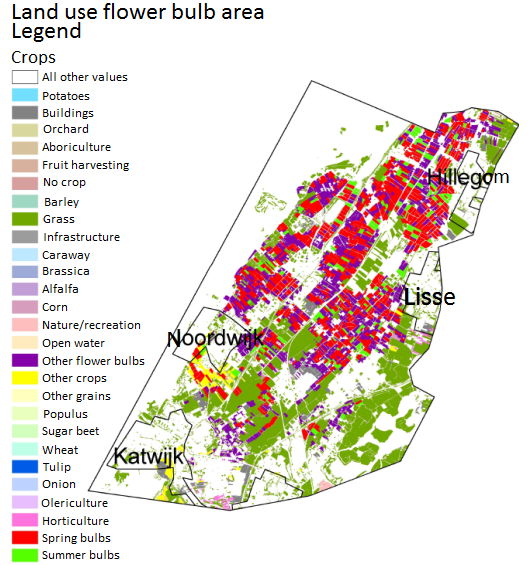 Land use flower bulb area
Legend
Crops
All other values
Potatoes
Buildings
Orchard
Aboriculture
Fruit harvesting
No crop
Barley
Grass
Infrastructure
Caraway
Brassica
Alfalfa
Corn
Nature/recreation
Open water
Other flower bulbs
Other crops
Other grains
Populus
Sugar beet
Wheat
Tulip
Onion
Olericulture
Horticulture
Spring bulbs
Summer bulbs
Hillegom
Lisse
Noordwijk
Katwijk